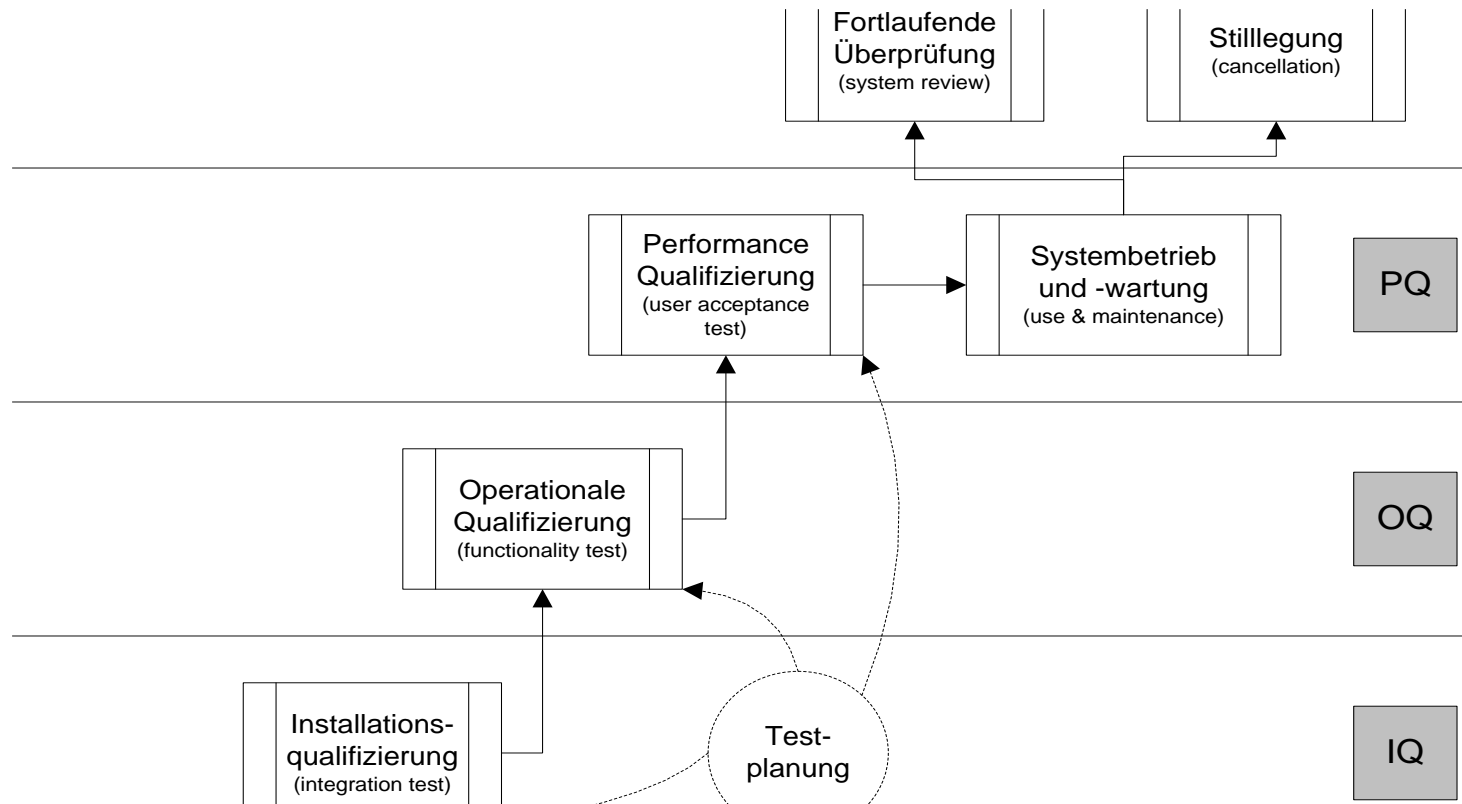 Fortlaufende
Überprüfung
(system review)
Stilllegung
(cancellation)
Performance
Qualifizierung
(user acceptance
test)
Systembetrieb
und -wartung
(use & maintenance)
PQ
Operationale
Qualifizierung
(functionality test)
OQ
Installations-
qualifizierung
(integration test)
Test-
planung
IQ